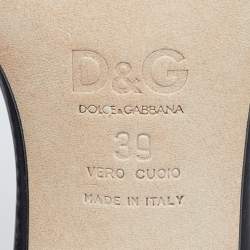 D&G
DOLCE & GABBANA
39
VERO CUOIO
MADE IN ITALY